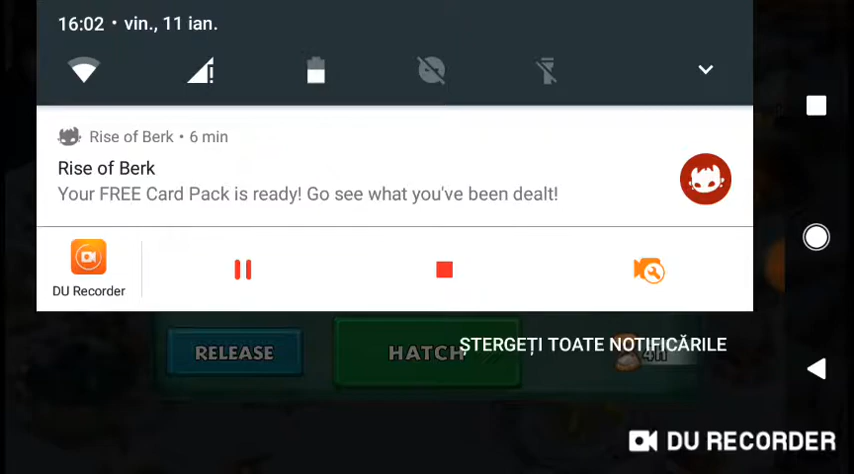 16:02 • vin., 11 ian.
Rise of Berk • 6 min
Rise of Berk
Your FREE Card Pack is ready! Go see what you've been dealt!
DU Recorder
ȘTERGEȚI TOATE NOTIFICĂRILE
RELEASE
HATCH
4H
DU RECORDER